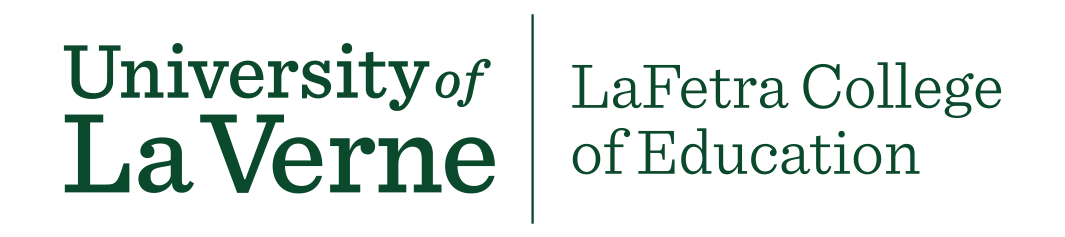 University of
La Verne
LaFetra College
of Education